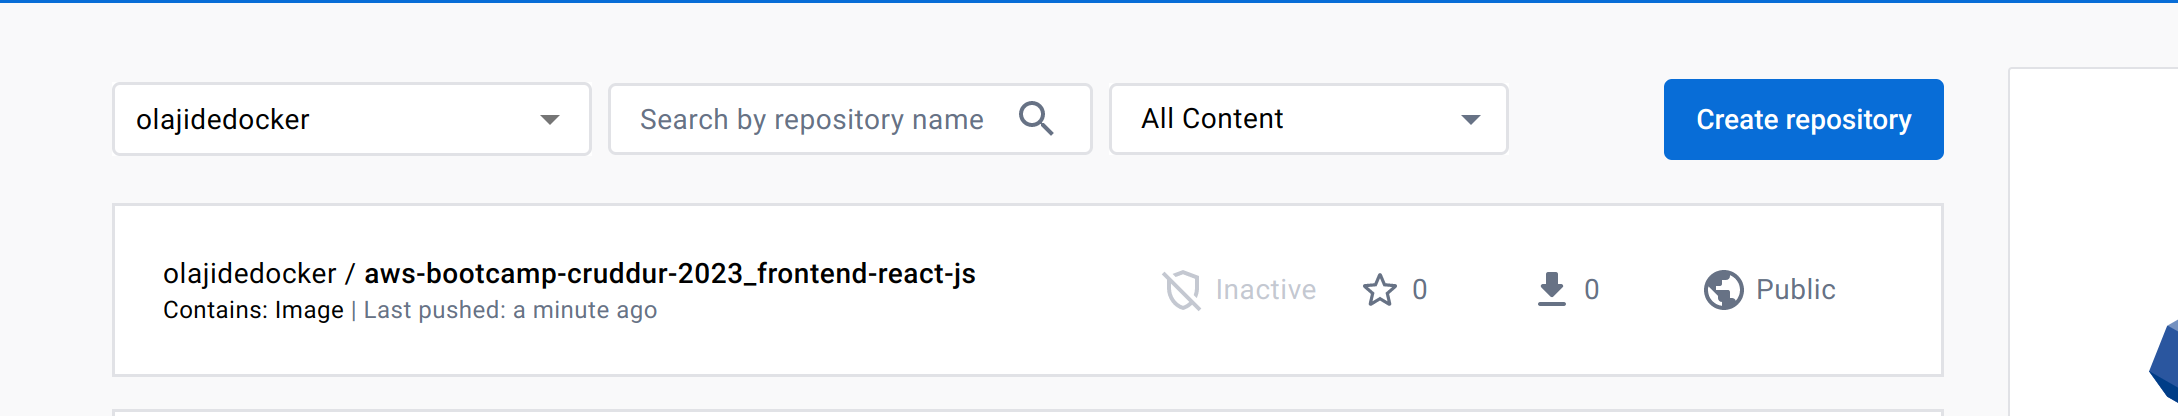 olajidedocker
Search by repository name
All Content
Create repository
olajidedocker / aws-bootcamp-cruddur-2023_frontend-react-js
Contains: Image | Last pushed: a minute ago
Inactive
0
0
Public